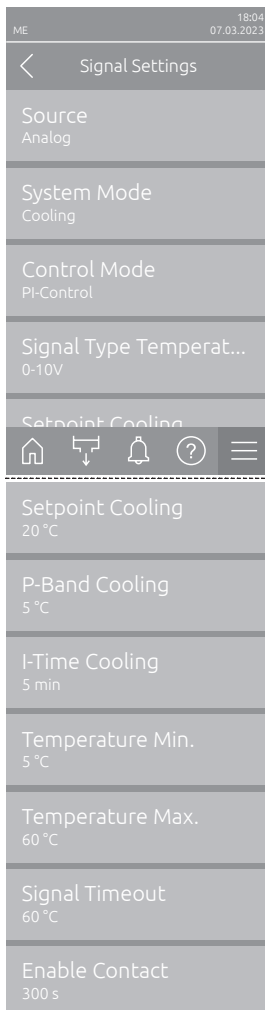 18:04
ME 07.03.2023
Signal Settings
Source
Analog
System Mode
Cooling
Control Mode
PI-Control
Signal Type Temperat...
0-10V
Setpoint Cooling
Setpoint Cooling
20 °C
P-Band Cooling
5 °C
I-Time Cooling
5 min
Temperature Min.
5 °C
Temperature Max.
60 °C
Signal Timeout
60 °C
Enable Contact
300 s